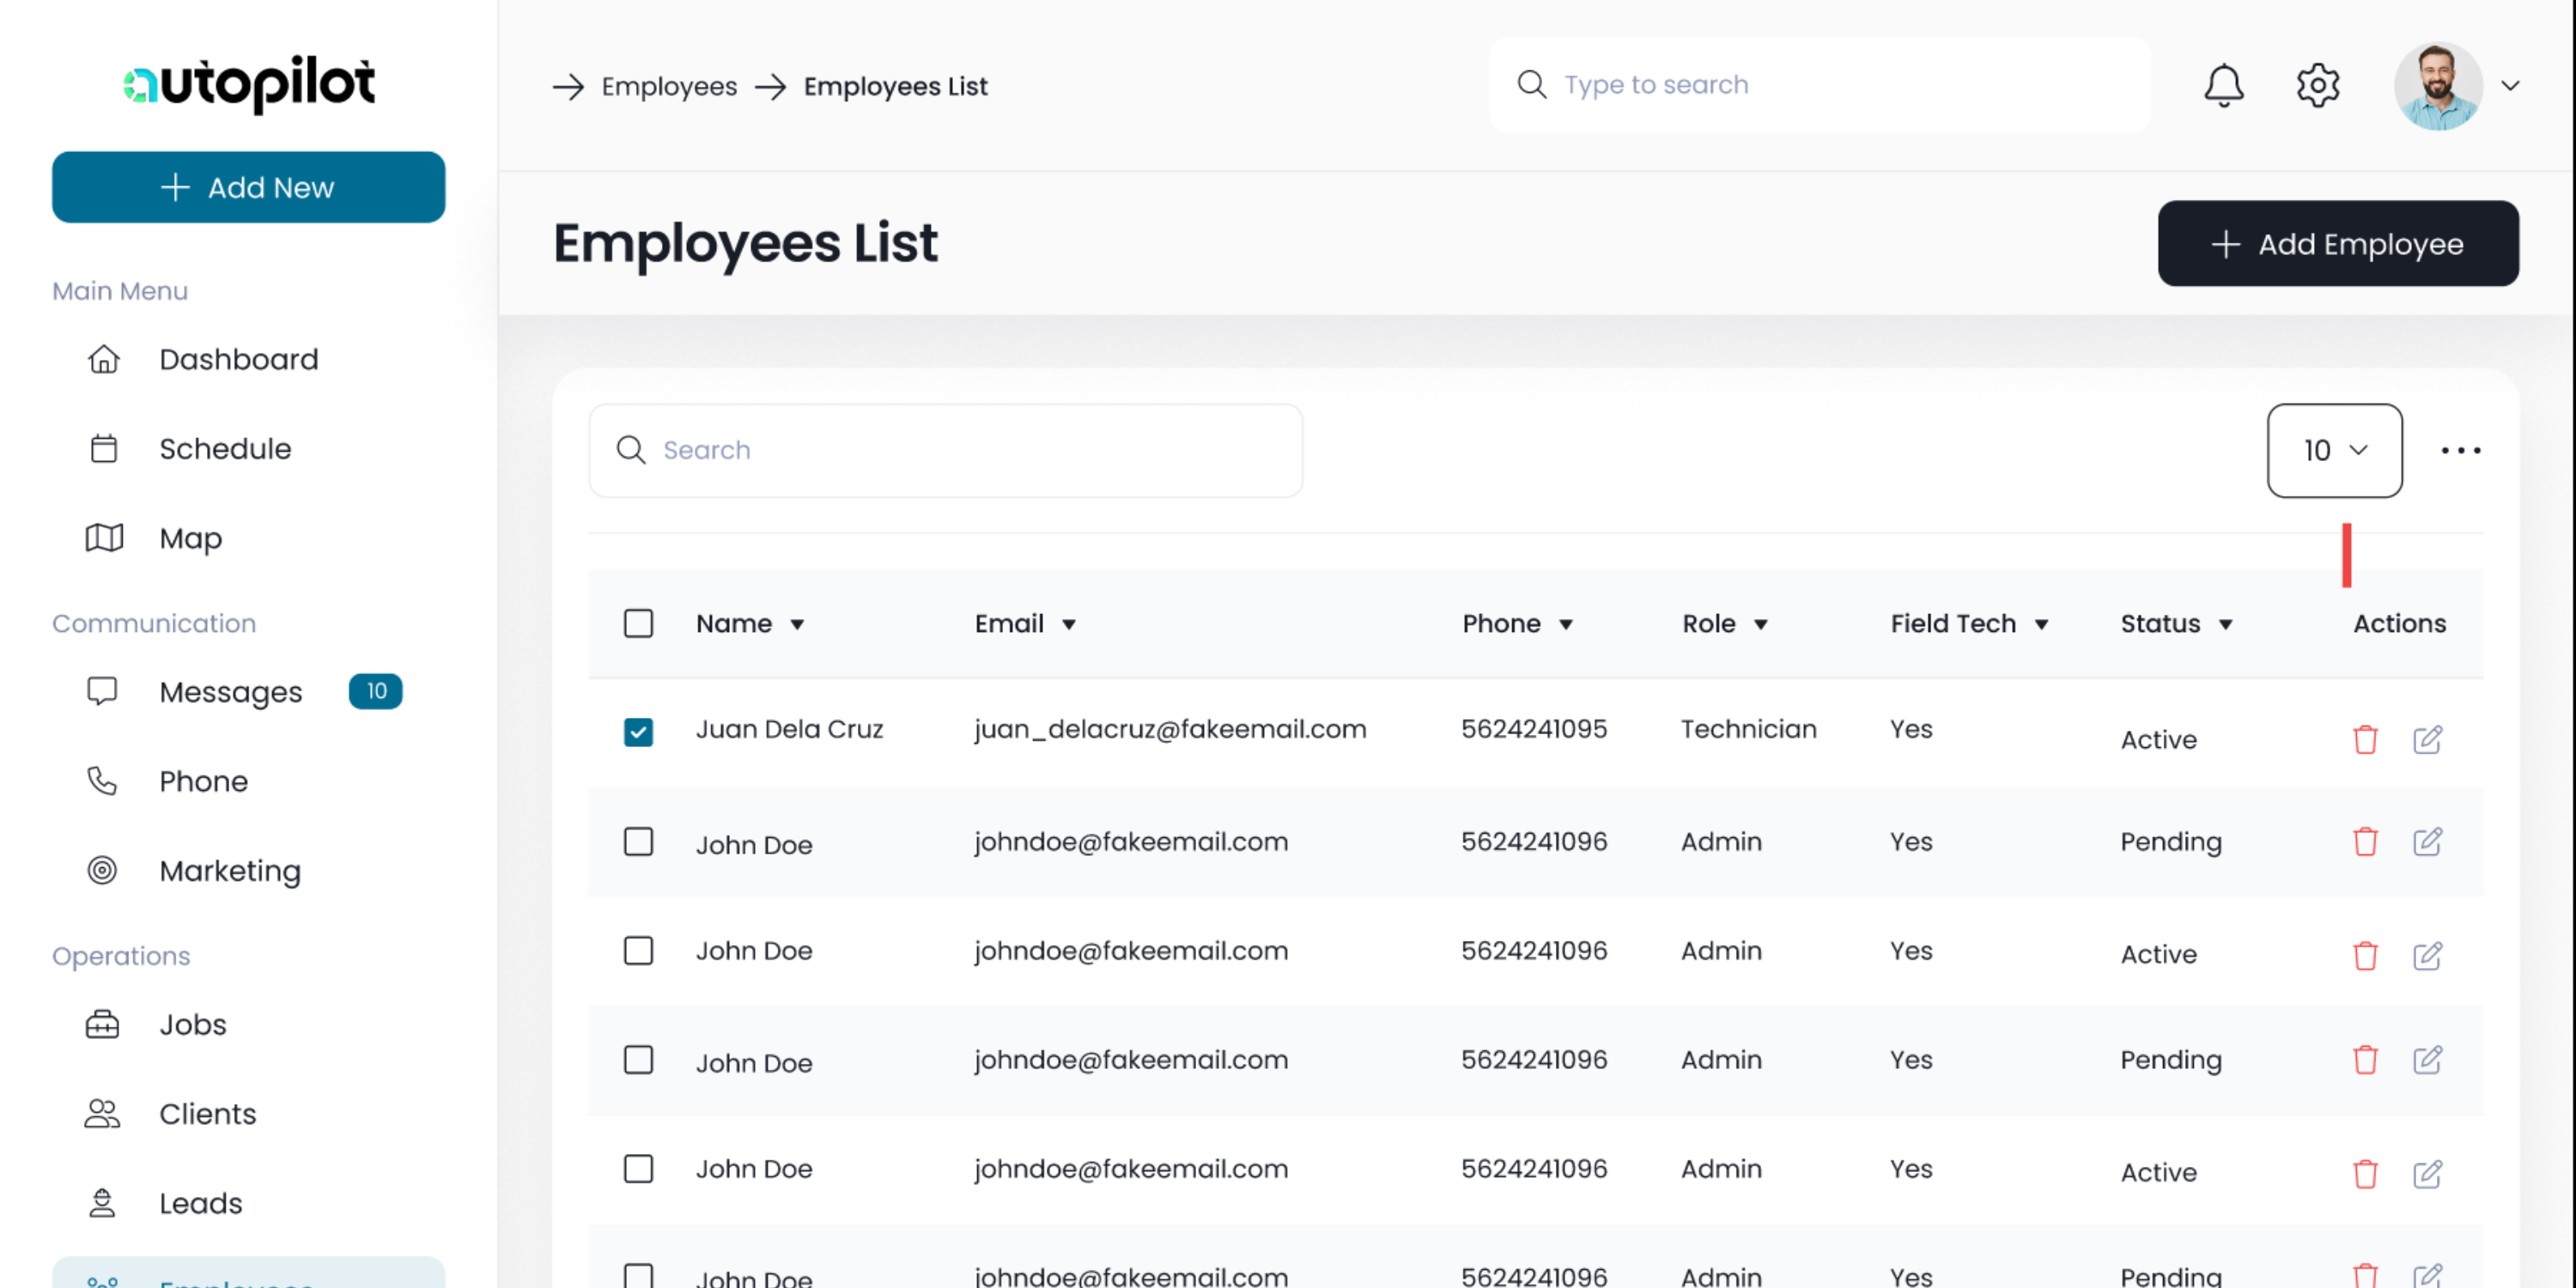 autopilot
Add New
Main Menu
Dashboard
Schedule
Map
Communication
Messages 10
Phone
Marketing
Operations
Jobs
Clients
Leads
Employees
Employees Employees List
Type to search
Employees List
Add Employee
Search
10
Name Email Phone Role Field Tech Status Actions
Juan Dela Cruz juan_delacruz@fakeemail.com 5624241095 Technician Yes Active
John Doe johndoe@fakeemail.com 5624241096 Admin Yes Pending
John Doe johndoe@fakeemail.com 5624241096 Admin Yes Active
John Doe johndoe@fakeemail.com 5624241096 Admin Yes Pending
John Doe johndoe@fakeemail.com 5624241096 Admin Yes Active
John Doe johndoe@fakeemail.com 5624241096 Admin Yes Pending